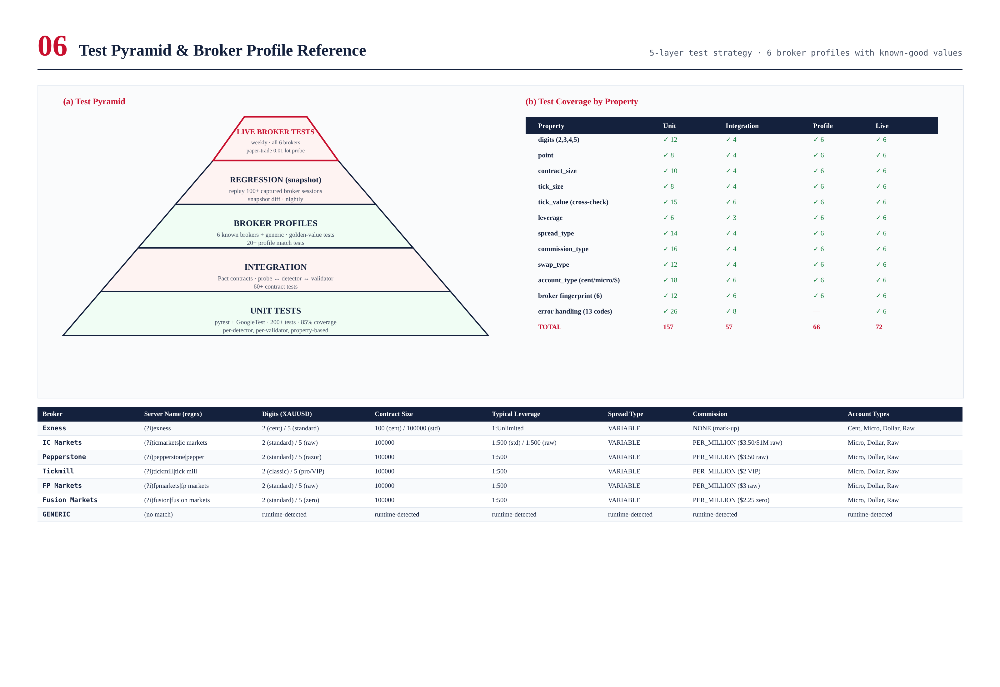 06 Test Pyramid & Broker Profile Reference
5-layer test strategy · 6 broker profiles with known-good values
(a) Test Pyramid
LIVE BROKER TESTS
weekly · all 6 brokers
paper-trade 0.01 lot probe
REGRESSION (snapshot)
replay 100+ captured broker sessions
snapshot diff · nightly
BROKER PROFILES
6 known brokers + generic · golden-value tests
20+ profile match tests
INTEGRATION
Pact contracts · probe ↔ detector ↔ validator
60+ contract tests
UNIT TESTS
pytest + GoogleTest · 200+ tests · 85% coverage
per-detector, per-validator, property-based
(b) Test Coverage by Property
Property Unit Integration Profile Live
digits (2,3,4,5) ✓ 12 ✓ 4 ✓ 6 ✓ 6
point ✓ 8 ✓ 4 ✓ 6 ✓ 6
contract_size ✓ 10 ✓ 4 ✓ 6 ✓ 6
tick_size ✓ 8 ✓ 4 ✓ 6 ✓ 6
tick_value (cross-check) ✓ 15 ✓ 6 ✓ 6 ✓ 6
leverage ✓ 6 ✓ 3 ✓ 6 ✓ 6
spread_type ✓ 14 ✓ 4 ✓ 6 ✓ 6
commission_type ✓ 16 ✓ 4 ✓ 6 ✓ 6
swap_type ✓ 12 ✓ 4 ✓ 6 ✓ 6
account_type (cent/micro/$) ✓ 18 ✓ 6 ✓ 6 ✓ 6
broker fingerprint (6) ✓ 12 ✓ 6 ✓ 6 ✓ 6
error handling (13 codes) ✓ 26 ✓ 8 — ✓ 6
TOTAL 157 57 66 72
Broker Server Name (regex) Digits (XAUUSD) Contract Size Typical Leverage Spread Type Commission Account Types
Exness (?i)exness 2 (cent) / 5 (standard) 100 (cent) / 100000 (std) 1:Unlimited VARIABLE NONE (mark-up) Cent, Micro, Dollar, Raw
IC Markets (?i)icmarkets|ic markets 2 (standard) / 5 (raw) 100000 1:500 (std) / 1:500 (raw) VARIABLE PER_MILLION ($3.50/$1M raw) Micro, Dollar, Raw
Pepperstone (?i)pepperstone|pepper 2 (standard) / 5 (razor) 100000 1:500 VARIABLE PER_MILLION ($3.50 raw) Micro, Dollar, Raw
Tickmill (?i)tickmill|tick mill 2 (classic) / 5 (pro/VIP) 100000 1:500 VARIABLE PER_MILLION ($2 VIP) Micro, Dollar, Raw
FP Markets (?i)fpmarkets|fp markets 2 (standard) / 5 (raw) 100000 1:500 VARIABLE PER_MILLION ($3 raw) Micro, Dollar, Raw
Fusion Markets (?i)fusion|fusion markets 2 (standard) / 5 (zero) 100000 1:500 VARIABLE PER_MILLION ($2.25 zero) Micro, Dollar, Raw
GENERIC (no match) runtime-detected runtime-detected runtime-detected runtime-detected runtime-detected runtime-detected